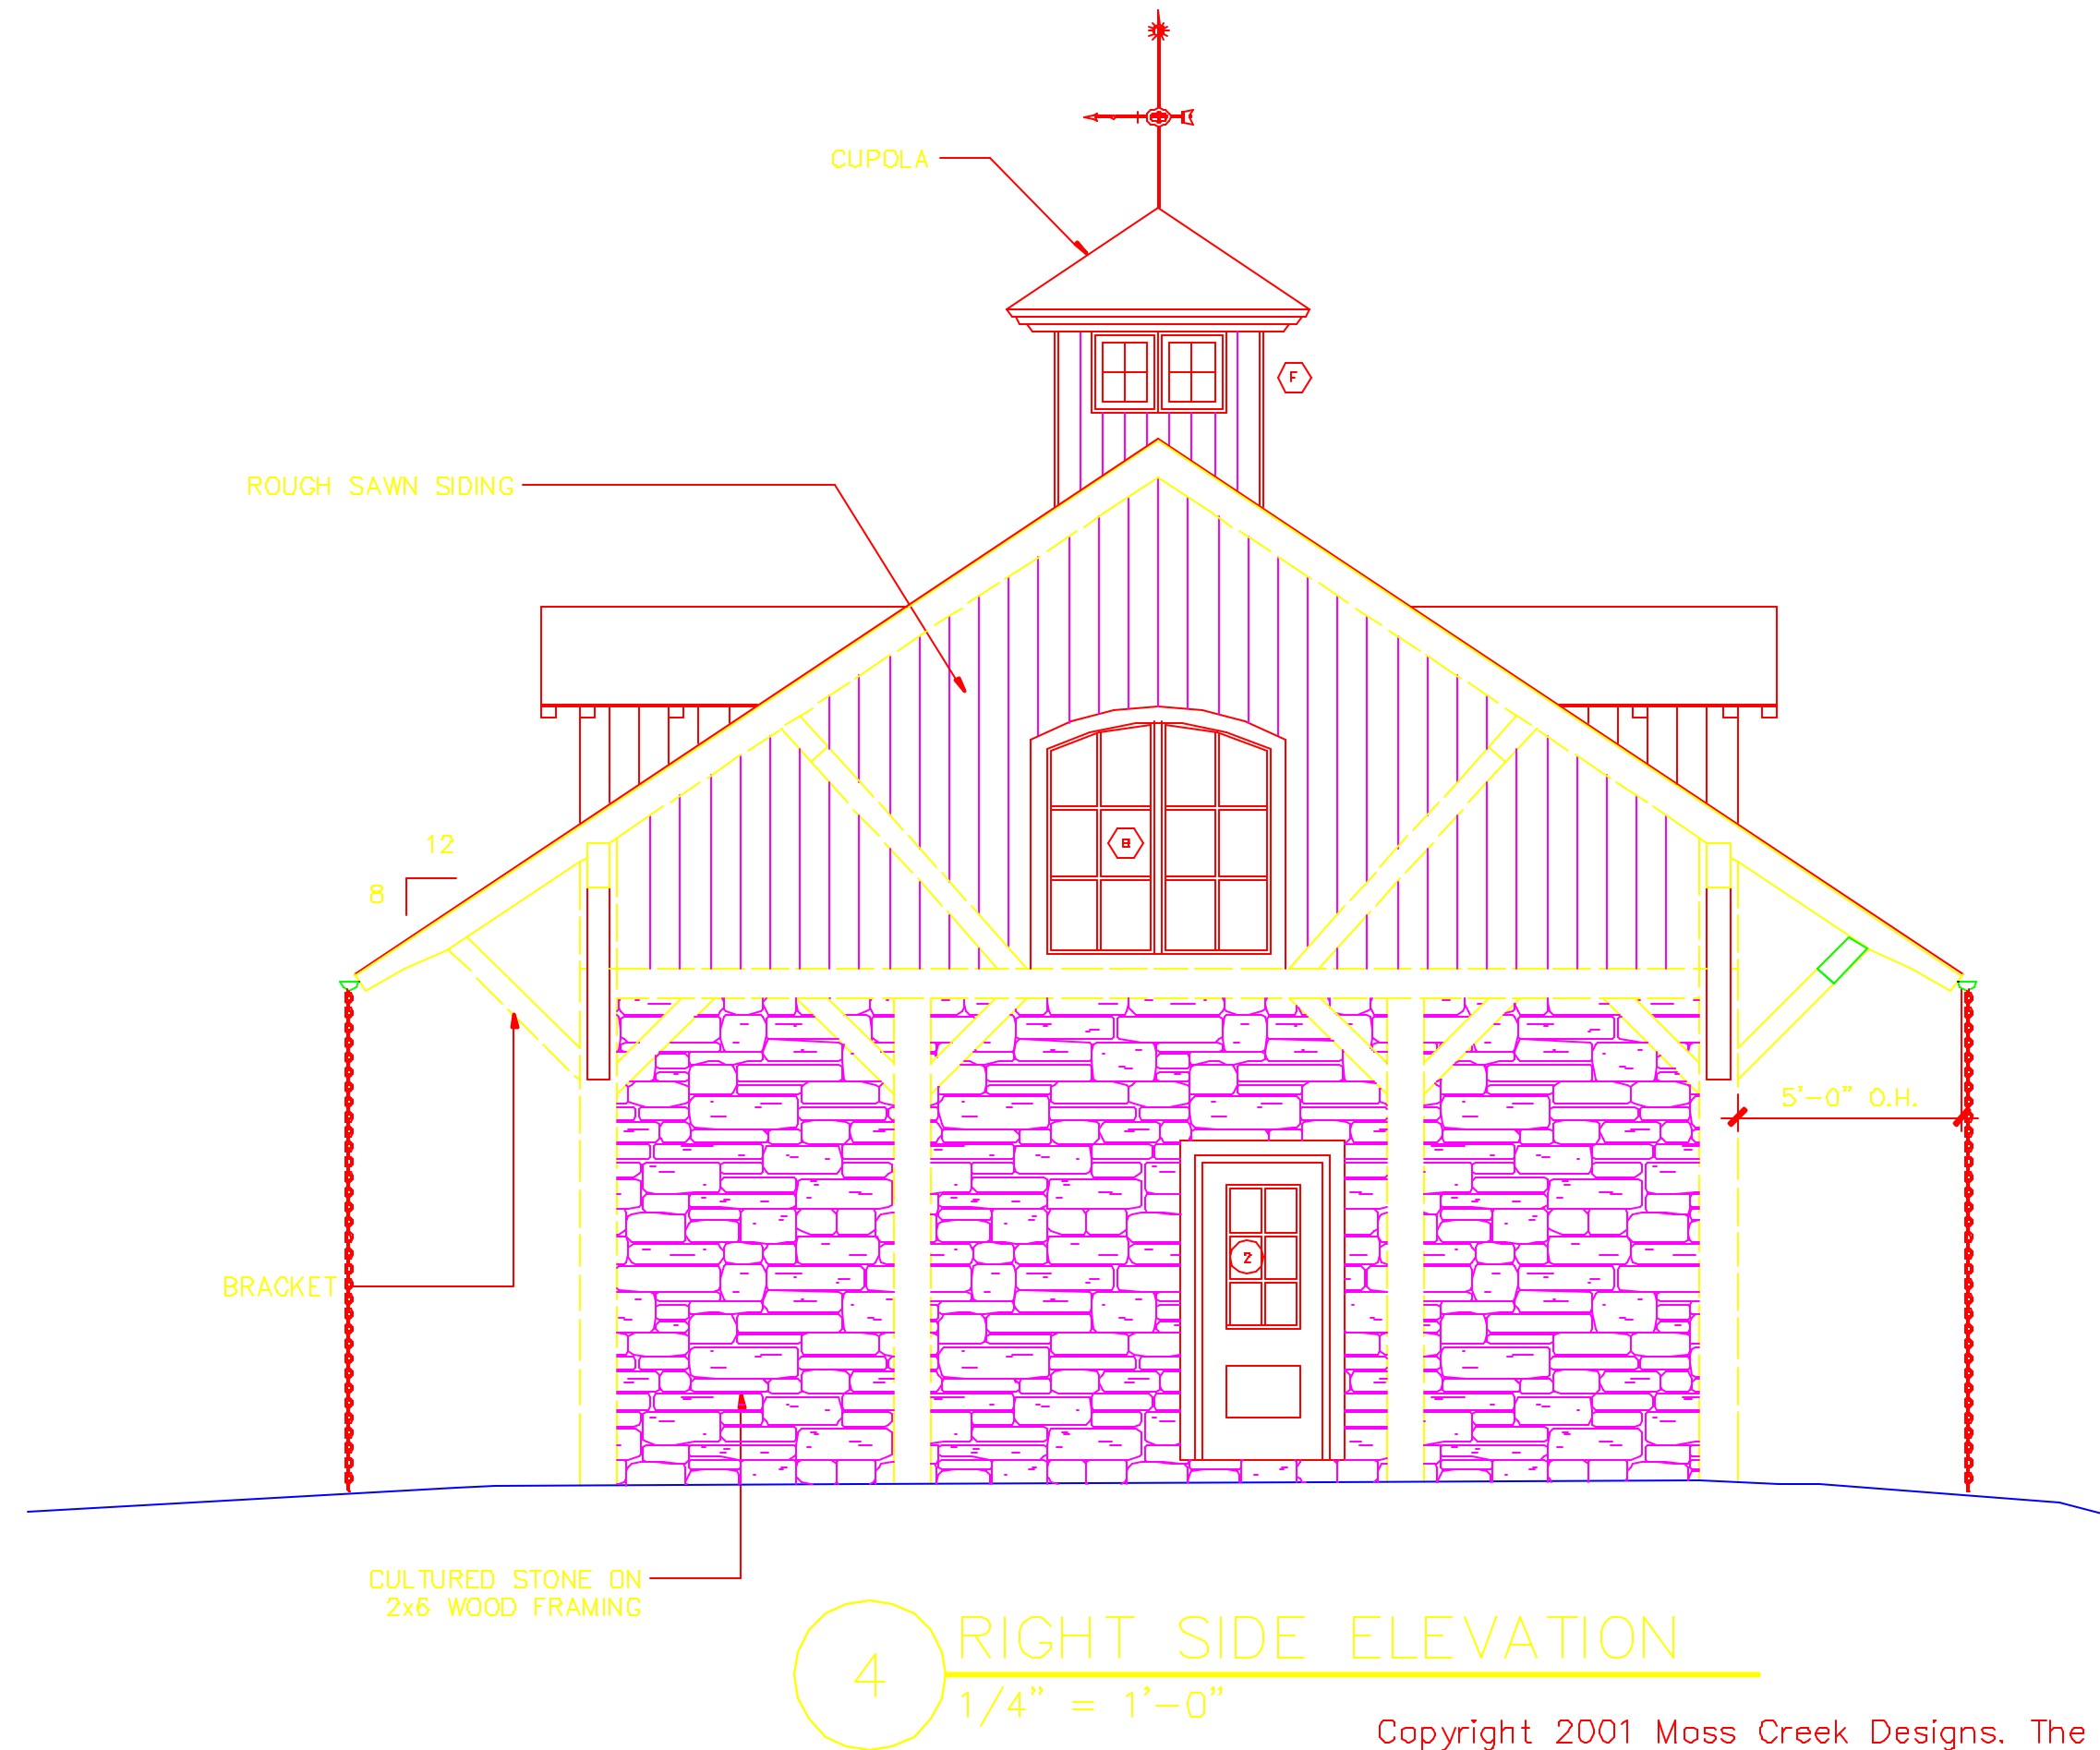 CUPOLA
F
ROUGH SAWN SIDING
12
8
B
5'-0" O.H.
2
BRACKET
CULTURED STONE ON
2x6 WOOD FRAMING
4
RIGHT SIDE ELEVATION
1/4" = 1'-0"
Copyright 2001 Moss Creek Designs. The